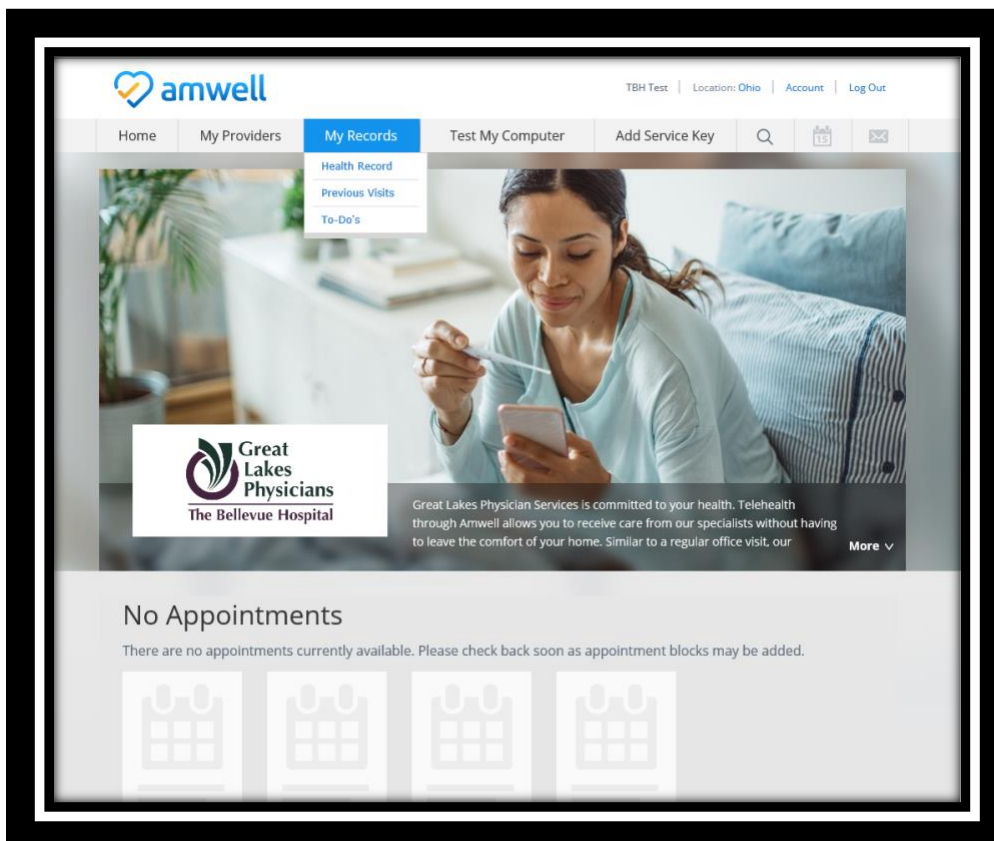 amwell
TBH Test Location: Ohio Account Log Out
Home My Providers My Records Test My Computer Add Service Key 15
Health Record
Previous Visits
To-Do's
Great
Lakes
Physicians
The Bellevue Hospital
Great Lakes Physician Services is committed to your health. Telehealth
through Amwell allows you to receive care from our specialists without having
to leave the comfort of your home. Similar to a regular office visit, our
More
No Appointments
There are no appointments currently available. Please check back soon as appointment blocks may be added.